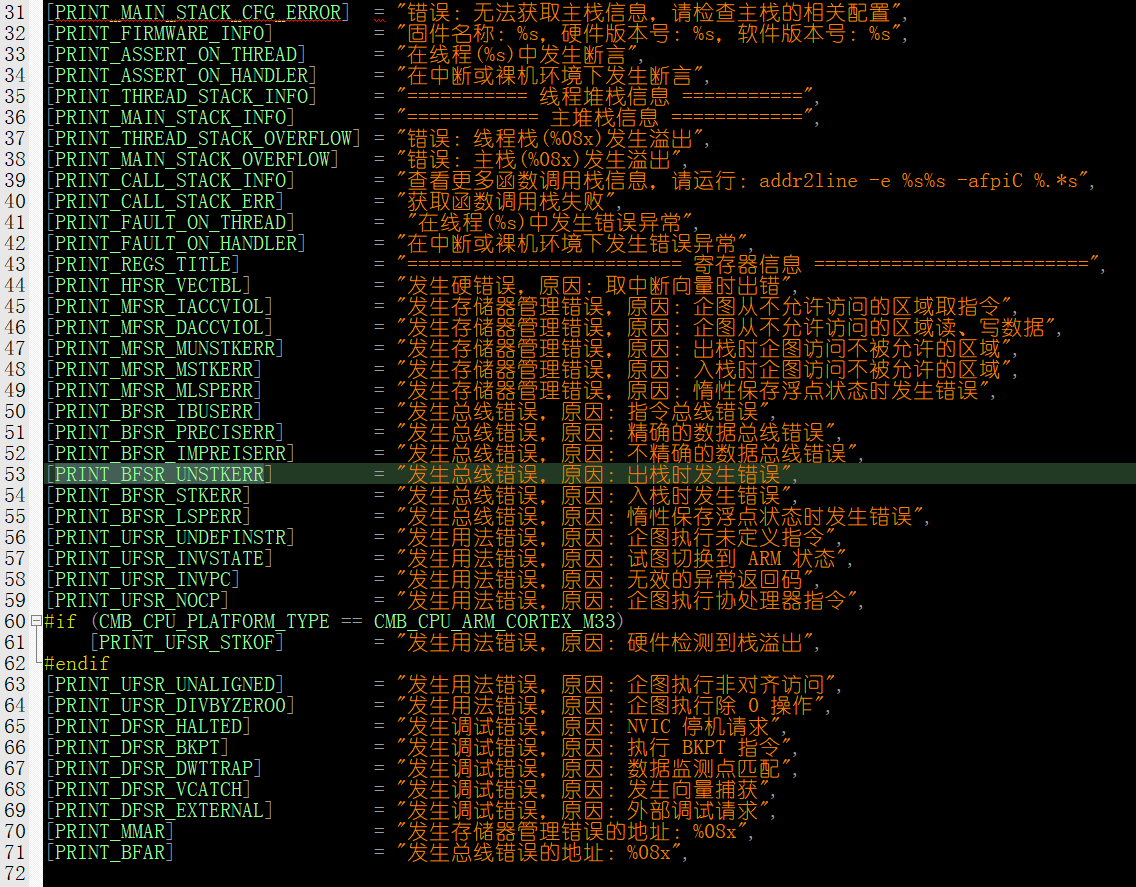 31 [PRINT_MAIN_STACK_CFG_ERROR] = "错误: 无法获取主栈信息, 请检查主栈的相关配置",
32 [PRINT_FIRMWARE_INFO] = "固件名称: %s, 硬件版本号: %s, 软件版本号: %s",
33 [PRINT_ASSERT_ON_THREAD] = "在线程(%s)中发生断言",
34 [PRINT_ASSERT_ON_HANDLER] = "在中断或裸机环境下发生断言",
35 [PRINT_THREAD_STACK_INFO] = "=========== 线程堆栈信息 ===========",
36 [PRINT_MAIN_STACK_INFO] = "============ 主堆栈信息 ============",
37 [PRINT_THREAD_STACK_OVERFLOW] = "错误: 线程栈(%08x)发生溢出",
38 [PRINT_MAIN_STACK_OVERFLOW] = "错误: 主栈(%08x)发生溢出",
39 [PRINT_CALL_STACK_INFO] = "查看更多函数调用栈信息, 请运行: addr2line -e %s%s -afpiC %.*s",
40 [PRINT_CALL_STACK_ERR] = "获取函数调用栈失败",
41 [PRINT_FAULT_ON_THREAD] = "在线程(%s)中发生错误异常",
42 [PRINT_FAULT_ON_HANDLER] = "在中断或裸机环境下发生错误异常",
43 [PRINT_REGS_TITLE] = "========================= 寄存器信息 =========================",
44 [PRINT_HFSR_VECTBL] = "发生硬错误, 原因: 取中断向量时出错",
45 [PRINT_MFSR_IACCVIOL] = "发生存储器管理错误, 原因: 企图从不允许访问的区域取指令",
46 [PRINT_MFSR_DACCVIOL] = "发生存储器管理错误, 原因: 企图从不允许访问的区域读、写数据",
47 [PRINT_MFSR_MUNSTKERR] = "发生存储器管理错误, 原因: 出栈时企图访问不被允许的区域",
48 [PRINT_MFSR_MSTKERR] = "发生存储器管理错误, 原因: 入栈时企图访问不被允许的区域",
49 [PRINT_MFSR_MLSPERR] = "发生存储器管理错误, 原因: 惰性保存浮点状态时发生错误",
50 [PRINT_BFSR_IBUSERR] = "发生总线错误, 原因: 指令总线错误",
51 [PRINT_BFSR_PRECISERR] = "发生总线错误, 原因: 精确的数据总线错误",
52 [PRINT_BFSR_IMPREISERR] = "发生总线错误, 原因: 不精确的数据总线错误",
53 [PRINT_BFSR_UNSTKERR] = "发生总线错误, 原因: 出栈时发生错误",
54 [PRINT_BFSR_STKERR] = "发生总线错误, 原因: 入栈时发生错误",
55 [PRINT_BFSR_LSPERR] = "发生总线错误, 原因: 惰性保存浮点状态时发生错误",
56 [PRINT_UFSR_UNDEFINSTR] = "发生用法错误, 原因: 企图执行未定义指令",
57 [PRINT_UFSR_INVSTATE] = "发生用法错误, 原因: 试图切换到 ARM 状态",
58 [PRINT_UFSR_INVPC] = "发生用法错误, 原因: 无效的异常返回码",
59 [PRINT_UFSR_NOCP] = "发生用法错误, 原因: 企图执行协处理器指令",
60 #if (CMB_CPU_PLATFORM_TYPE == CMB_CPU_ARM_CORTEX_M33)
61 [PRINT_UFSR_STKOF] = "发生用法错误, 原因: 硬件检测到栈溢出",
62 #endif
63 [PRINT_UFSR_UNALIGNED] = "发生用法错误, 原因: 企图执行非对齐访问",
64 [PRINT_UFSR_DIVBYZERO0] = "发生用法错误, 原因: 企图执行除 0 操作",
65 [PRINT_DFSR_HALTED] = "发生调试错误, 原因: NVIC 停机请求",
66 [PRINT_DFSR_BKPT] = "发生调试错误, 原因: 执行 BKPT 指令",
67 [PRINT_DFSR_DWTTRAP] = "发生调试错误, 原因: 数据监测点匹配",
68 [PRINT_DFSR_VCATCH] = "发生调试错误, 原因: 发生向量捕获",
69 [PRINT_DFSR_EXTERNAL] = "发生调试错误, 原因: 外部调试请求",
70 [PRINT_MMAR] = "发生存储器管理错误的地址: %08x",
71 [PRINT_BFAR] = "发生总线错误的地址: %08x",
72